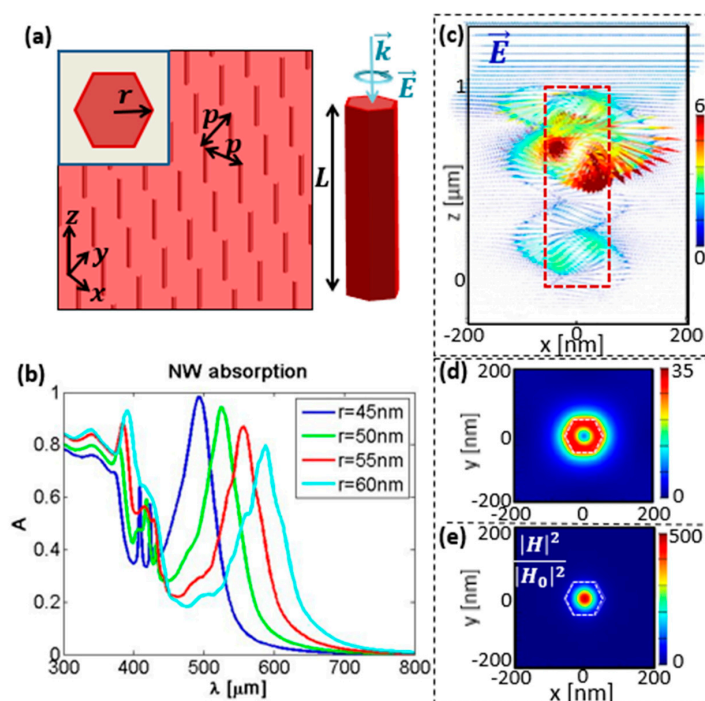 (a)
r
p
p
z
y
x
L
k
E
(b)
NW absorption
1
0.8
0.6
0.4
0.2
0
A
r=45nm
r=50nm
r=55nm
r=60nm
300 400 500 600 700 800
λ [μm]
(c)
E
1
0
z [μm]
-200 0 200
x [nm]
6
0
(d)
200
0
-200
y [nm]
-200 0 200
35
0
(e)
|H|²
|H₀|²
200
0
-200
y [nm]
-200 0 200
x [nm]
500
0